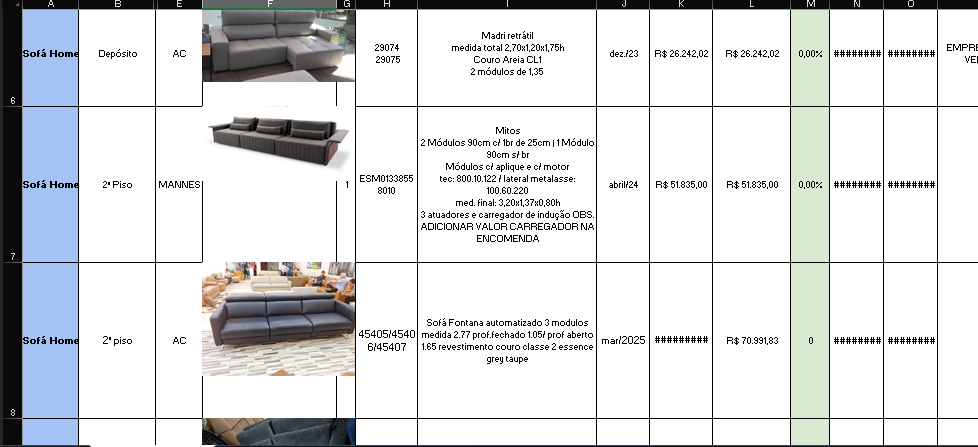 A B E F G H I J K L M N O
Sofá Home Depósito AC
29074
29075
Madri retrátil
medida total 2,70x1,20x1,75h
Couro Areia CL1
2 módulos de 1,35
dez/23 R$ 26.242,02 R$ 26.242,02 0,00% ######## ########
EMPRE
VE
6
Sofá Home 2º Piso MANNES 1
ESM0133855
8010
Mitos
2 Módulos 90cm c/ 1br de 25cm | 1 Módulo
90cm s/ br
Módulos c/ aplique e c/ motor
tec: 800.10.122 / lateral metalasse:
100.60.220
med. final: 3,20x1,37x0,80h
3 atuadores e carregador de indução OBS.
ADICIONAR VALOR CARREGADOR NA
ENCOMENDA
abril/24 R$ 51.835,00 R$ 51.835,00 0,00% ######## ########
7
Sofá Home 2º piso AC
45405/4540
6/45407
Sofá Fontana automatizado 3 modulos
medida 2.77 prof.fechado 1.05/ prof aberto
1.65 revestimento couro classe 2 essence
grey taupe
mar/2025 ######### R$ 70.991,83 0 ######## ########
8